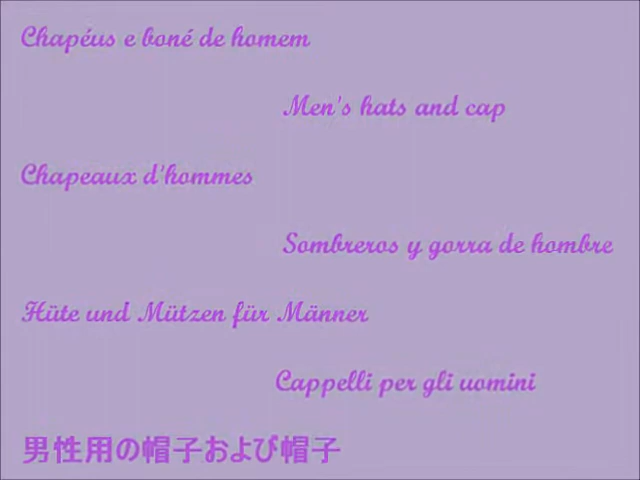 Chapéus e boné de homem
Men's hats and cap
Chapeaux d'hommes
Sombreros y gorra de hombre
Hüte und Mützen für Männer
Cappelli per gli uomini
男性用の帽子および帽子